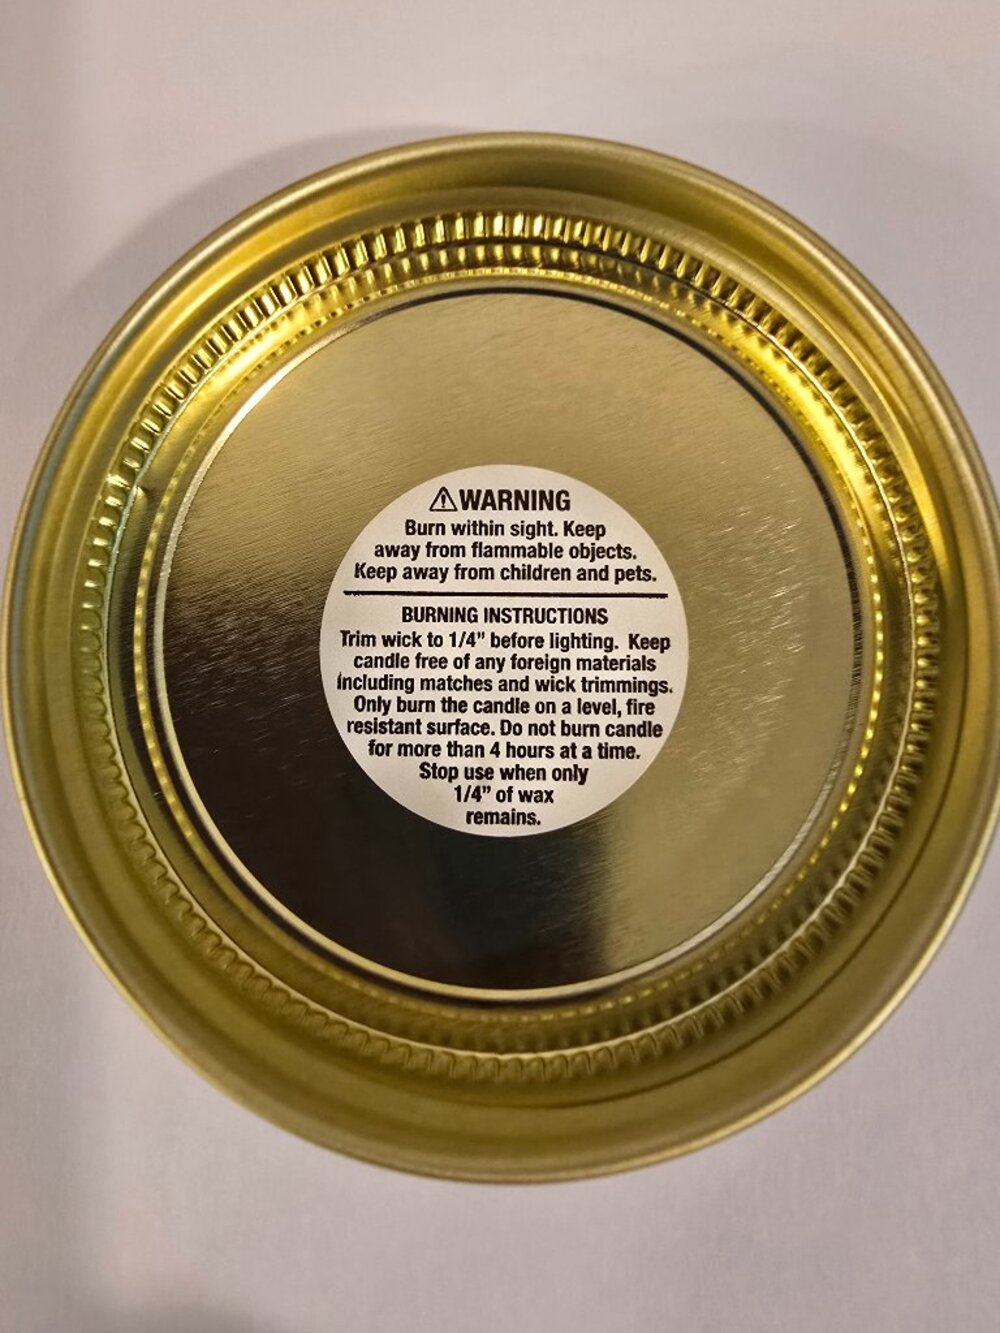 ⚠WARNING
Burn within sight. Keep
away from flammable objects.
Keep away from children and pets.
BURNING INSTRUCTIONS
Trim wick to 1/4” before lighting. Keep
candle free of any foreign materials
including matches and wick trimmings.
Only burn the candle on a level, fire
resistant surface. Do not burn candle
for more than 4 hours at a time.
Stop use when only
1/4” of wax
remains.